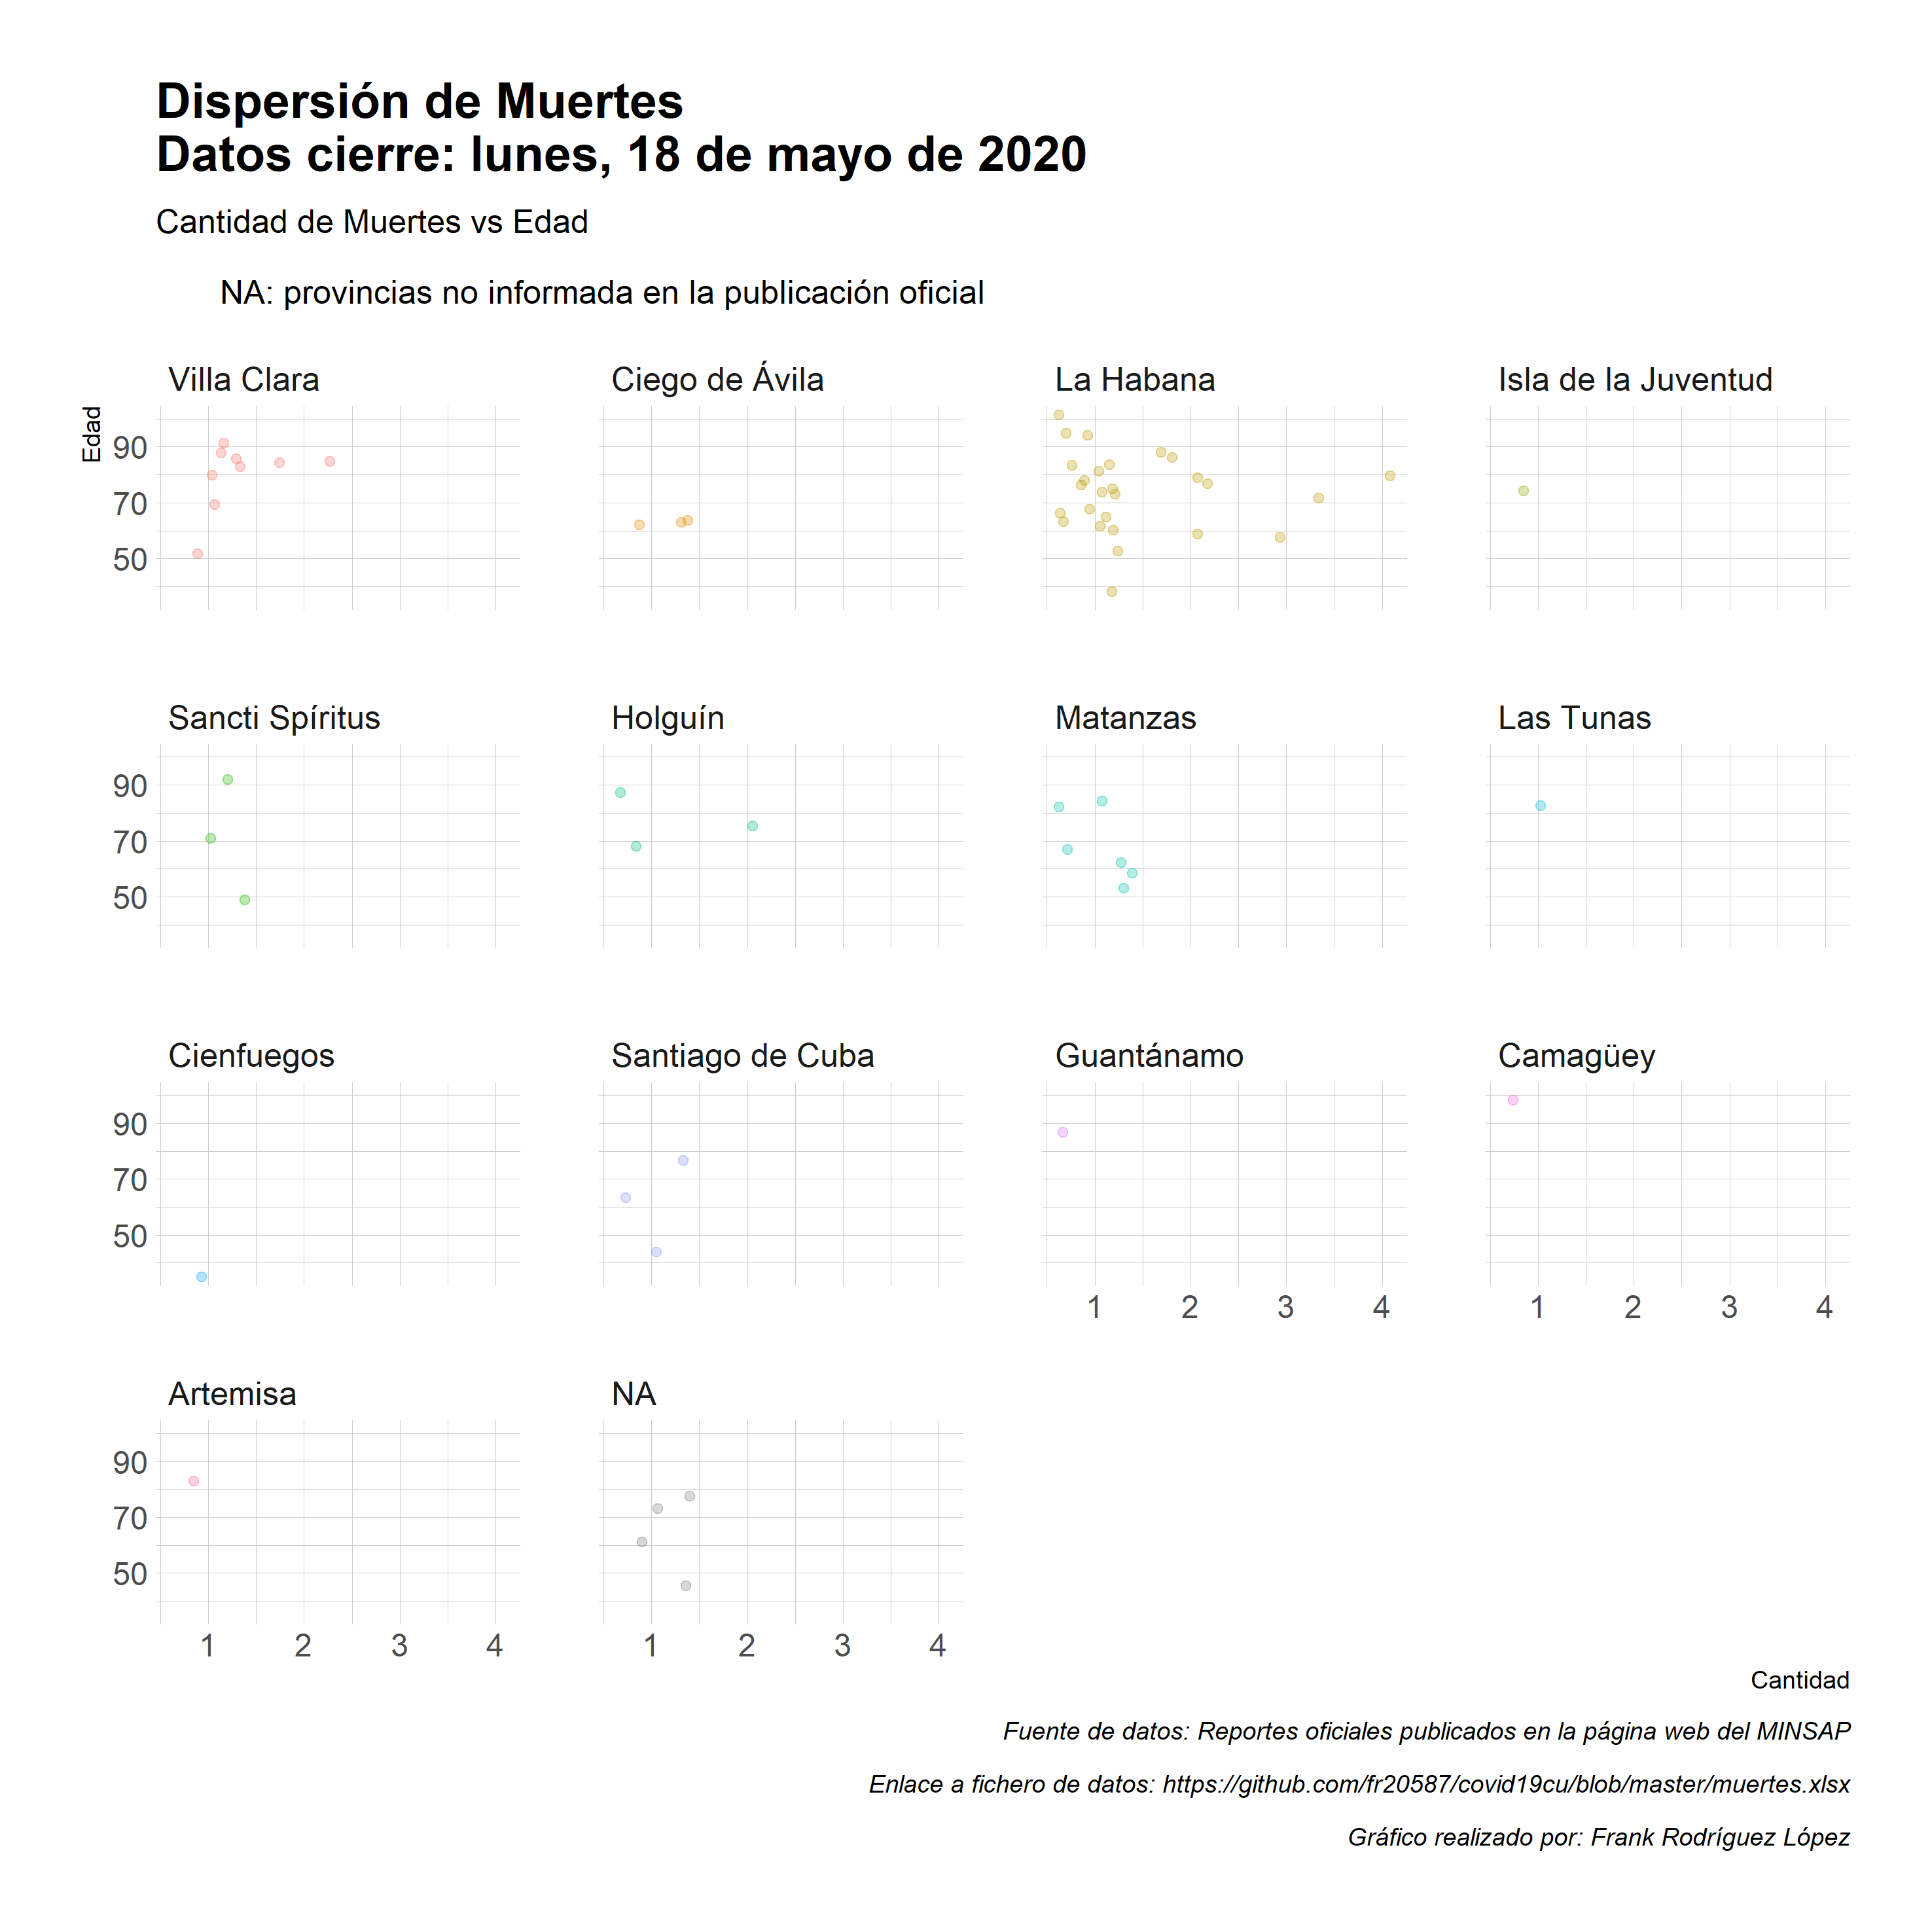 Dispersión de Muertes
Datos cierre: lunes, 18 de mayo de 2020
Cantidad de Muertes vs Edad
NA: provincias no informada en la publicación oficial
Villa Clara
Ciego de Ávila
La Habana
Isla de la Juventud
Edad
90
70
50
Sancti Spíritus
Holguín
Matanzas
Las Tunas
90
70
50
Cienfuegos
Santiago de Cuba
Guantánamo
Camagüey
90
70
50
1 2 3 4
1 2 3 4
Artemisa
NA
90
70
50
1 2 3 4
1 2 3 4
Cantidad
Fuente de datos: Reportes oficiales publicados en la página web del MINSAP
Enlace a fichero de datos: https://github.com/fr20587/covid19cu/blob/master/muertes.xlsx
Gráfico realizado por: Frank Rodríguez López